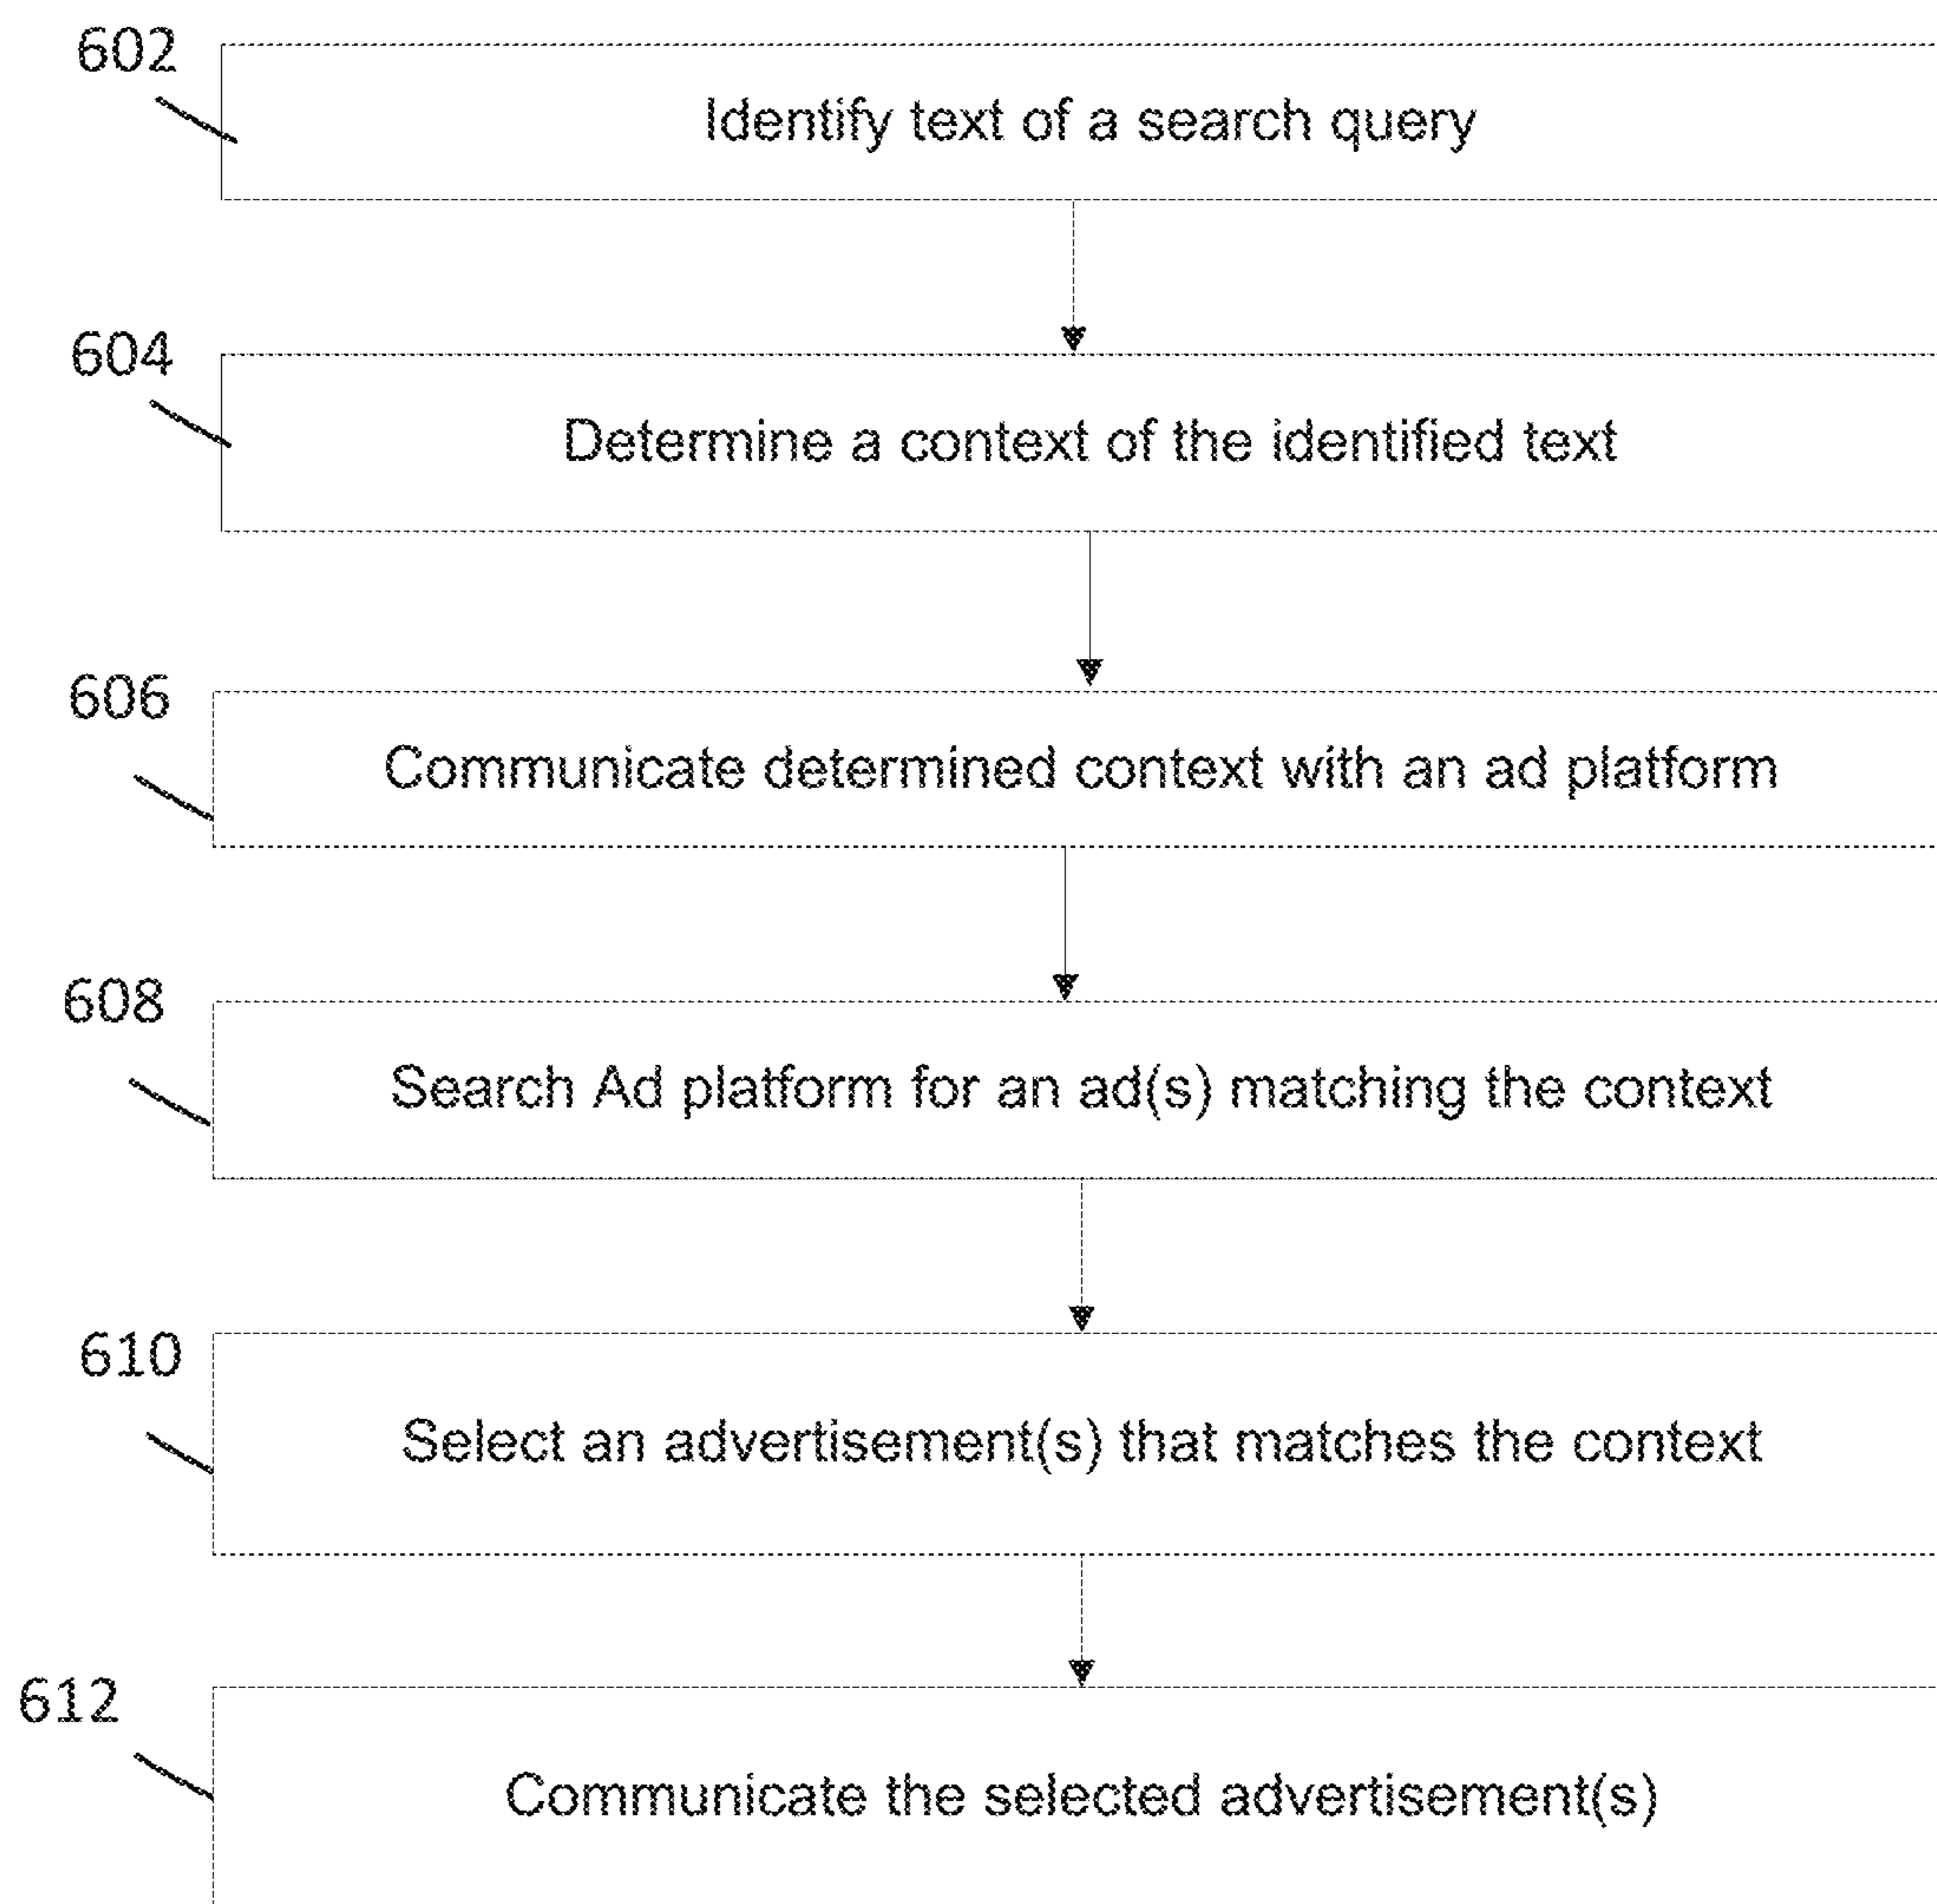 602
Identify text of a search query
604
Determine a context of the identified text
606
Communicate determined context with an ad platform
608
Search Ad platform for an ad(s) matching the context
610
Select an advertisement(s) that matches the context
612
Communicate the selected advertisement(s)